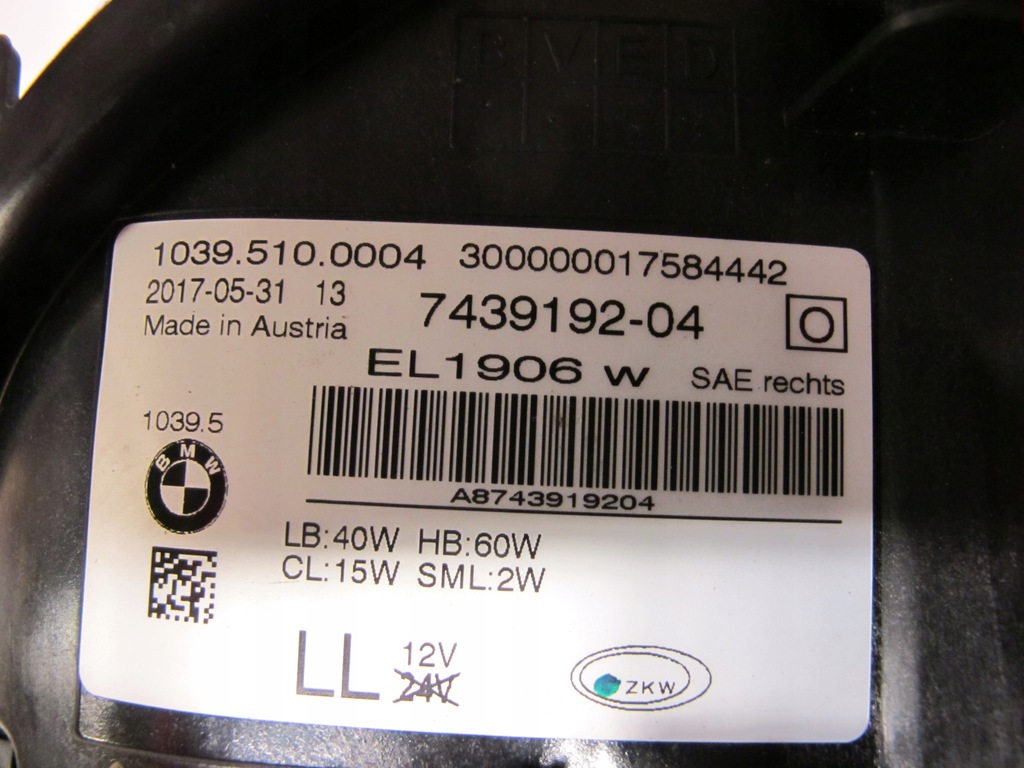 B V E D
1039.510.0004 300000017584442
2017-05-31 13 7439192-04 O
Made in Austria
EL1906 w SAE rechts
1039.5
BMW
A8743919204
LB:40W HB:60W
CL:15W SML:2W
LL 12V
24V
ZKW